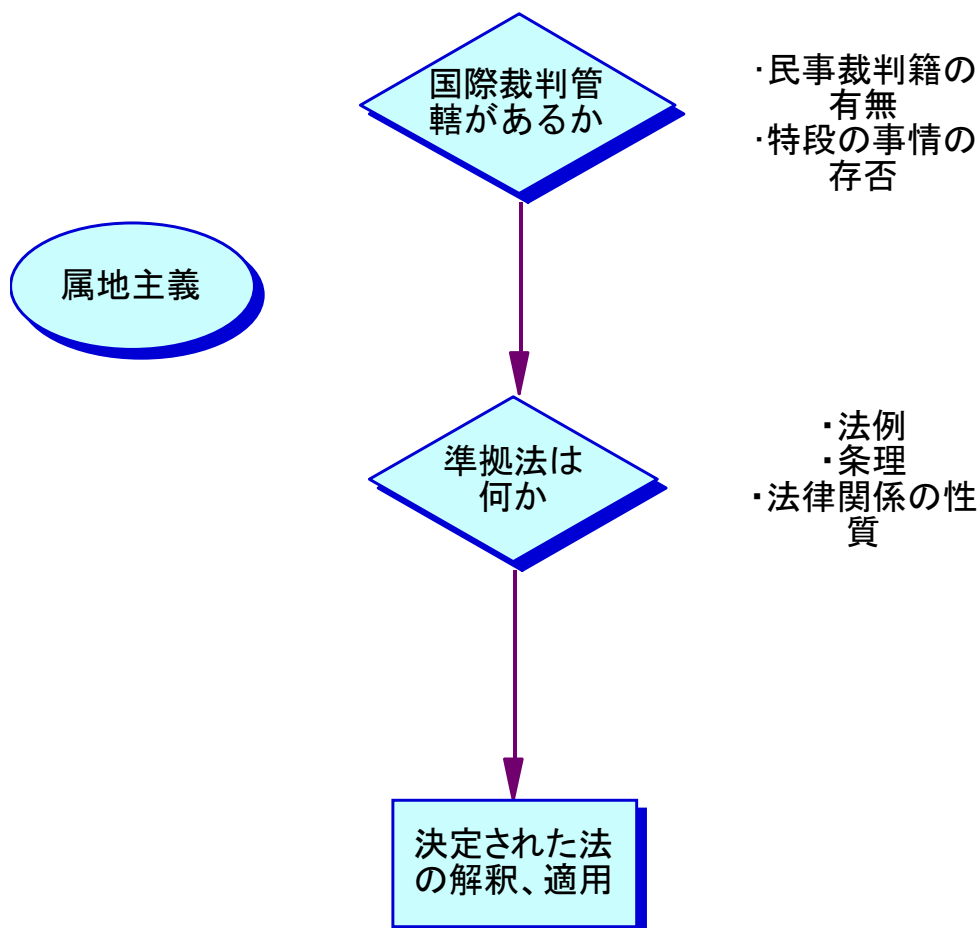 国際裁判管
轄があるか
・民事裁判籍の
有無
・特段の事情の
存否
属地主義
準拠法は
何か
・法例
・条理
・法律関係の性
質
決定された法
の解釈、適用